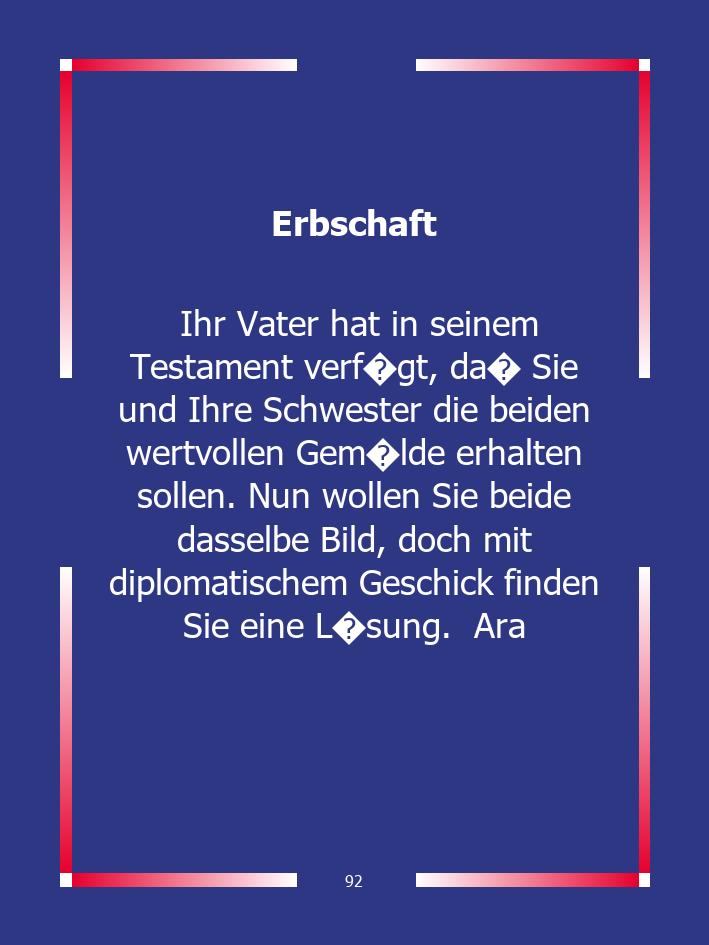 Erbschaft
Ihr Vater hat in seinem
Testament verf�gt, da� Sie
und Ihre Schwester die beiden
wertvollen Gem�lde erhalten
sollen. Nun wollen Sie beide
dasselbe Bild, doch mit
diplomatischem Geschick finden
Sie eine L�sung.  Ara
92